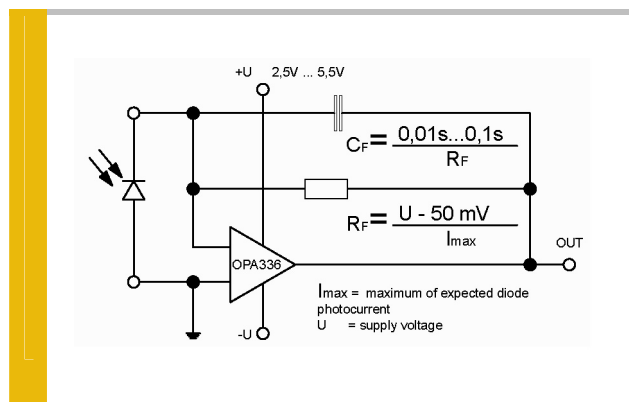 +U 2,5V ... 5,5V
CF= 0,01s...0,1s
RF
RF= U - 50 mV
Imax
OUT
OPA336
Imax = maximum of expected diode
photocurrent
U = supply voltage
-U